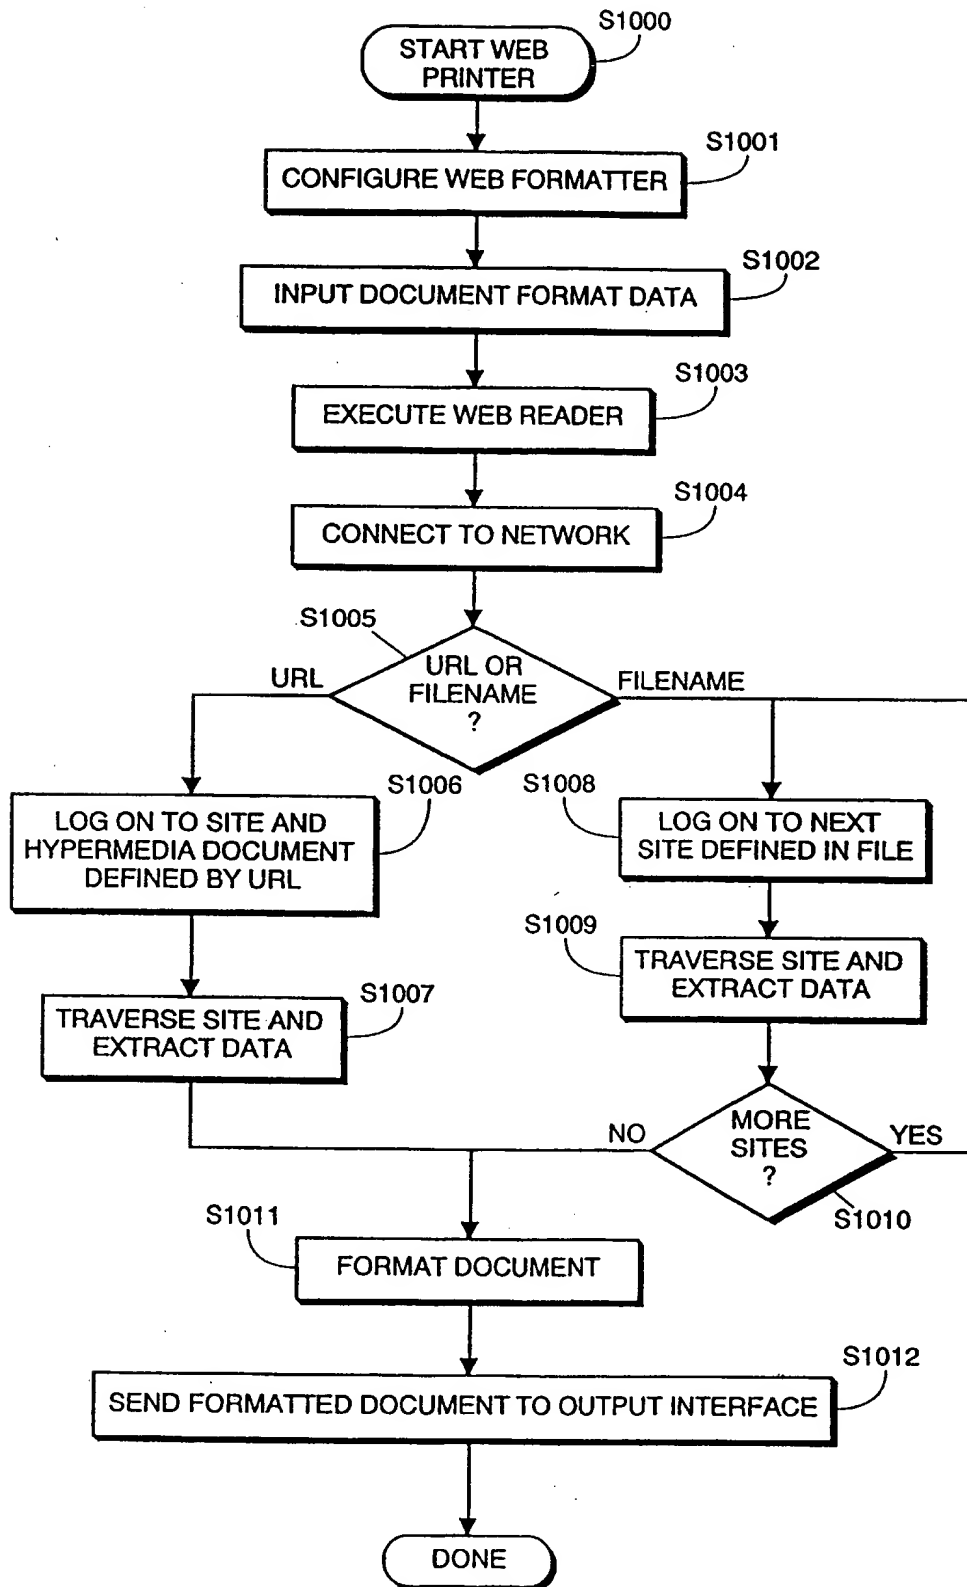 S1000
START WEB
PRINTER
S1001
CONFIGURE WEB FORMATTER
S1002
INPUT DOCUMENT FORMAT DATA
S1003
EXECUTE WEB READER
S1004
CONNECT TO NETWORK
S1005
URL OR
FILENAME
?
URL
FILENAME
S1006
LOG ON TO SITE AND
HYPERMEDIA DOCUMENT
DEFINED BY URL
S1008
LOG ON TO NEXT
SITE DEFINED IN FILE
S1007
TRAVERSE SITE AND
EXTRACT DATA
S1009
TRAVERSE SITE AND
EXTRACT DATA
MORE
SITES
?
NO
YES
S1010
S1011
FORMAT DOCUMENT
S1012
SEND FORMATTED DOCUMENT TO OUTPUT INTERFACE
DONE